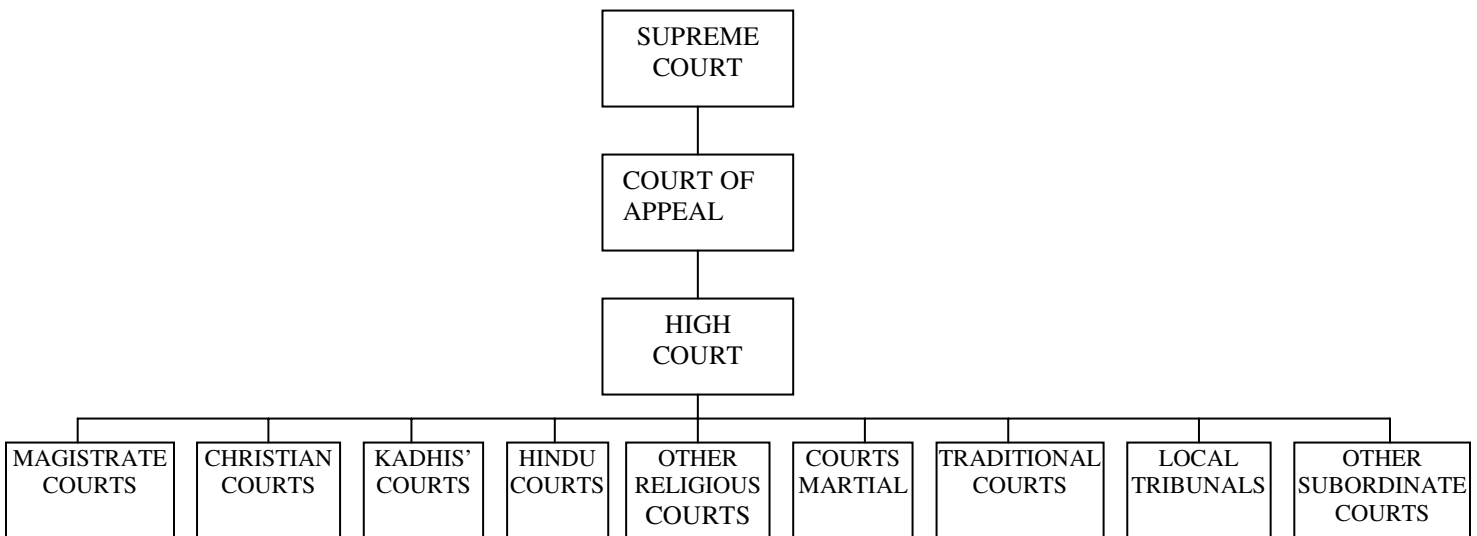 SUPREME
COURT
COURT OF
APPEAL
HIGH
COURT
MAGISTRATE
COURTS
CHRISTIAN
COURTS
KADHIS’
COURTS
HINDU
COURTS
OTHER
RELIGIOUS
COURTS
COURTS
MARTIAL
TRADITIONAL
COURTS
LOCAL
TRIBUNALS
OTHER
SUBORDINATE
COURTS